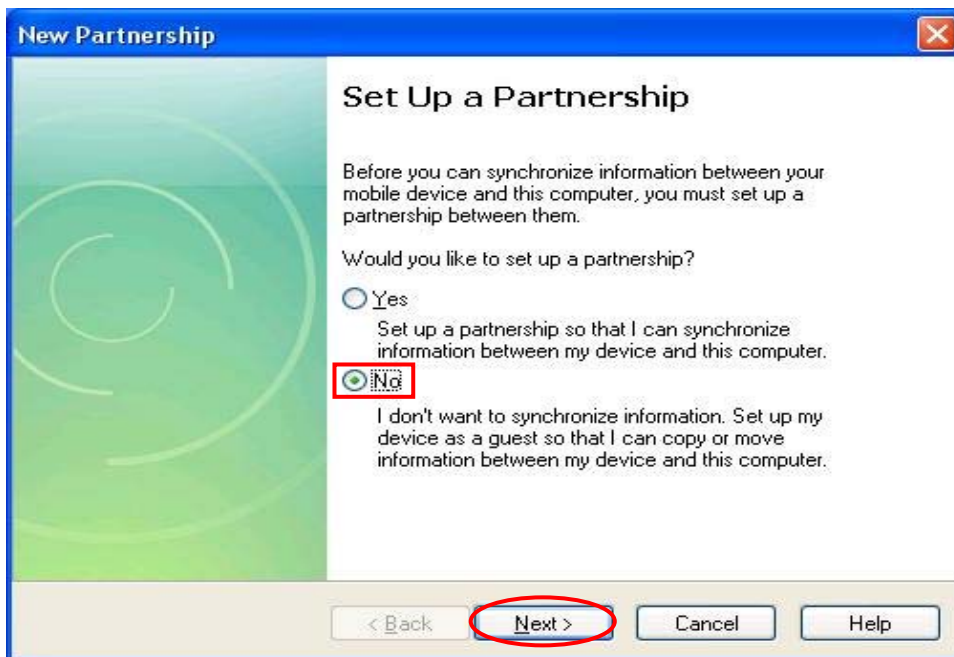 New Partnership
Set Up a Partnership
Before you can synchronize information between your
mobile device and this computer, you must set up a
partnership between them.
Would you like to set up a partnership?
Yes
Set up a partnership so that I can synchronize
information between my device and this computer.
No
I don't want to synchronize information. Set up my
device as a guest so that I can copy or move
information between my device and this computer.
< Back Next > Cancel Help